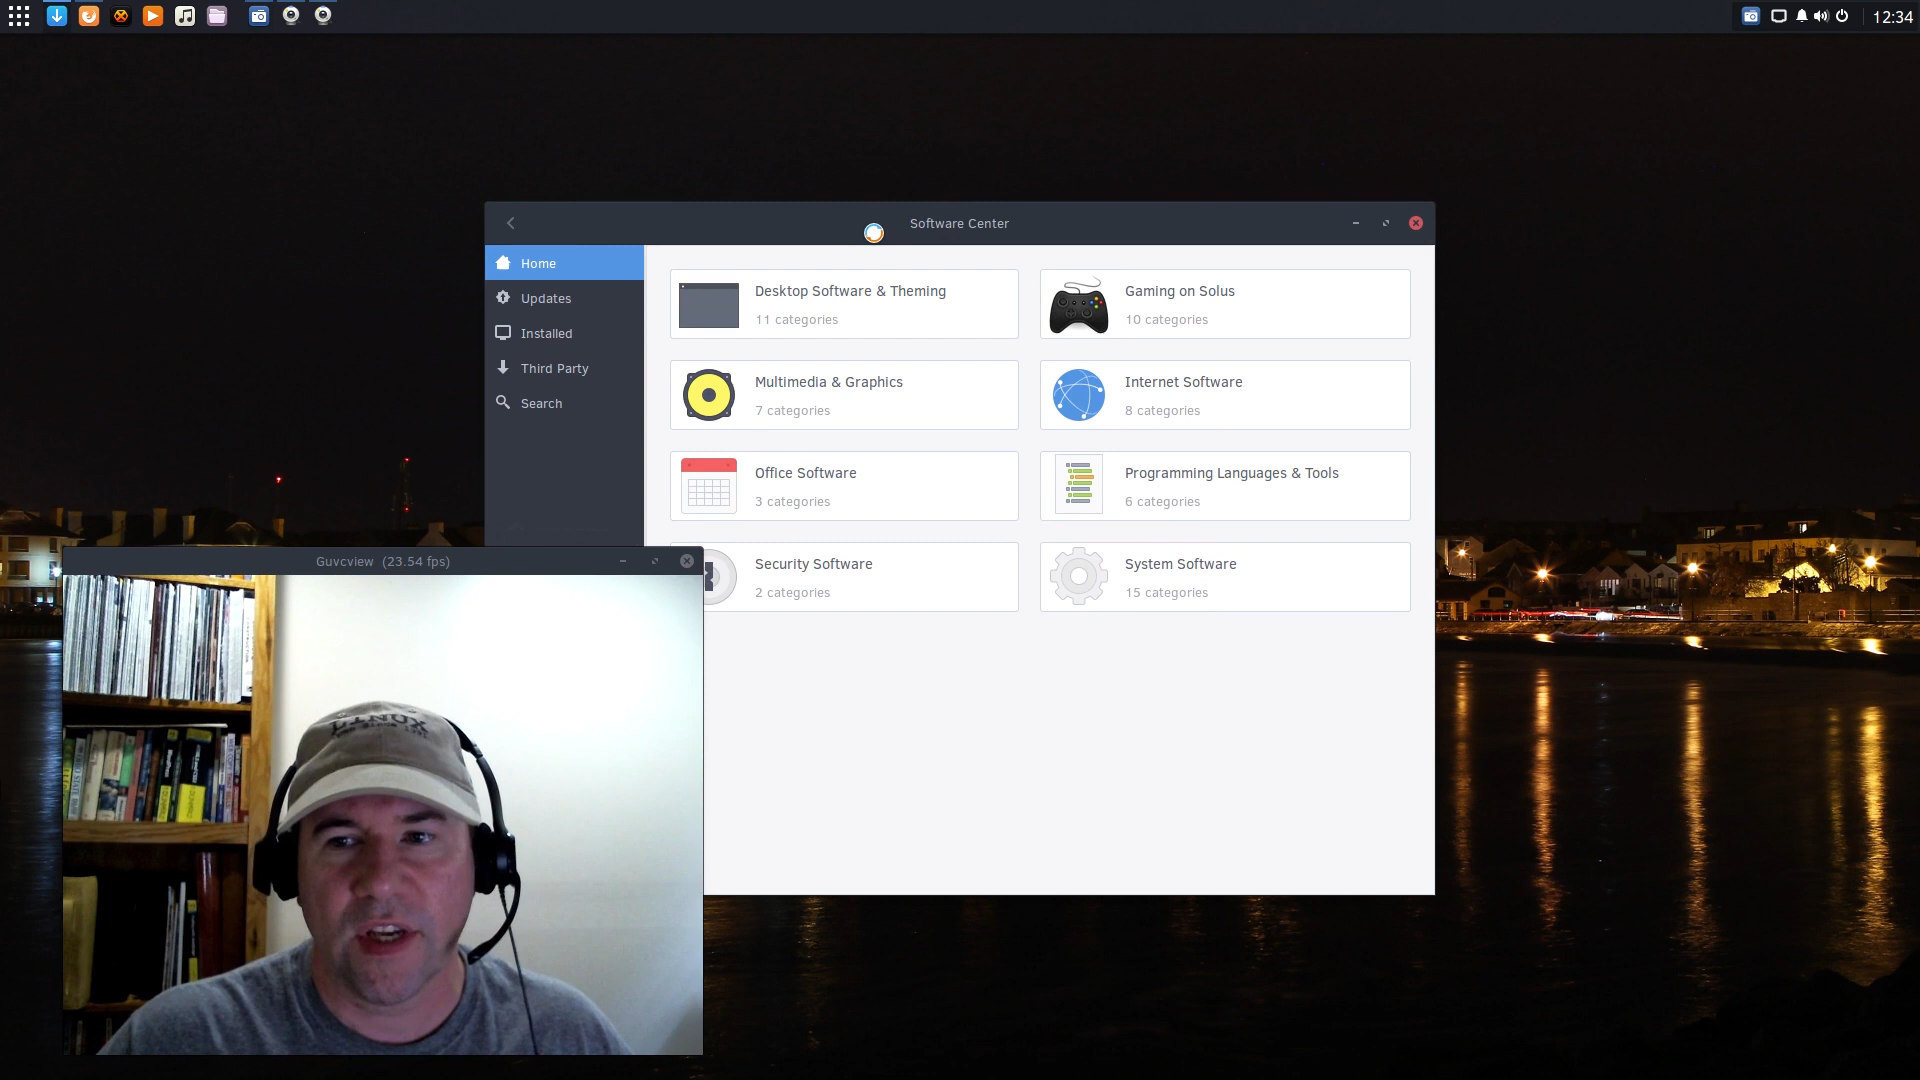 12:34
Software Center
Home
Updates
Installed
Third Party
Search
Desktop Software & Theming
11 categories
Gaming on Solus
10 categories
Multimedia & Graphics
7 categories
Internet Software
8 categories
Office Software
3 categories
Programming Languages & Tools
6 categories
Security Software
2 categories
System Software
15 categories
Guvcview (23.54 fps)
LINUX